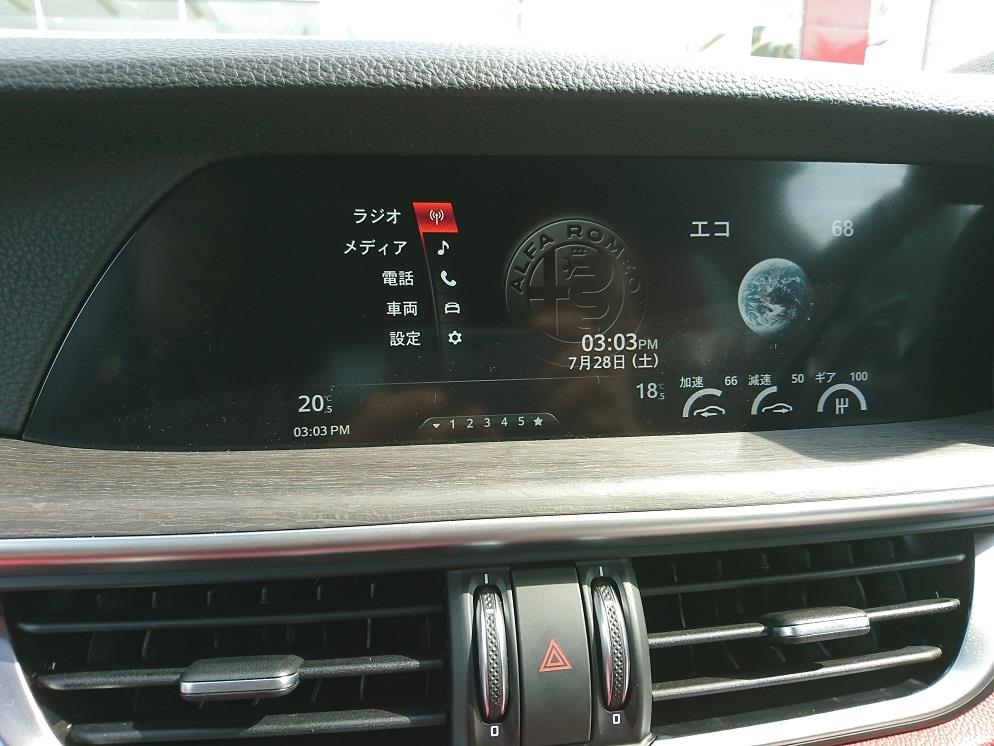 ラジオ
メディア
電話
車両
設定
ALFA ROMEO
03:03PM
7月28日 (土)
エコ 68
加速 66 減速 50 ギア 100
20.5℃
18.5℃
03:03 PM
1 2 3 4 5